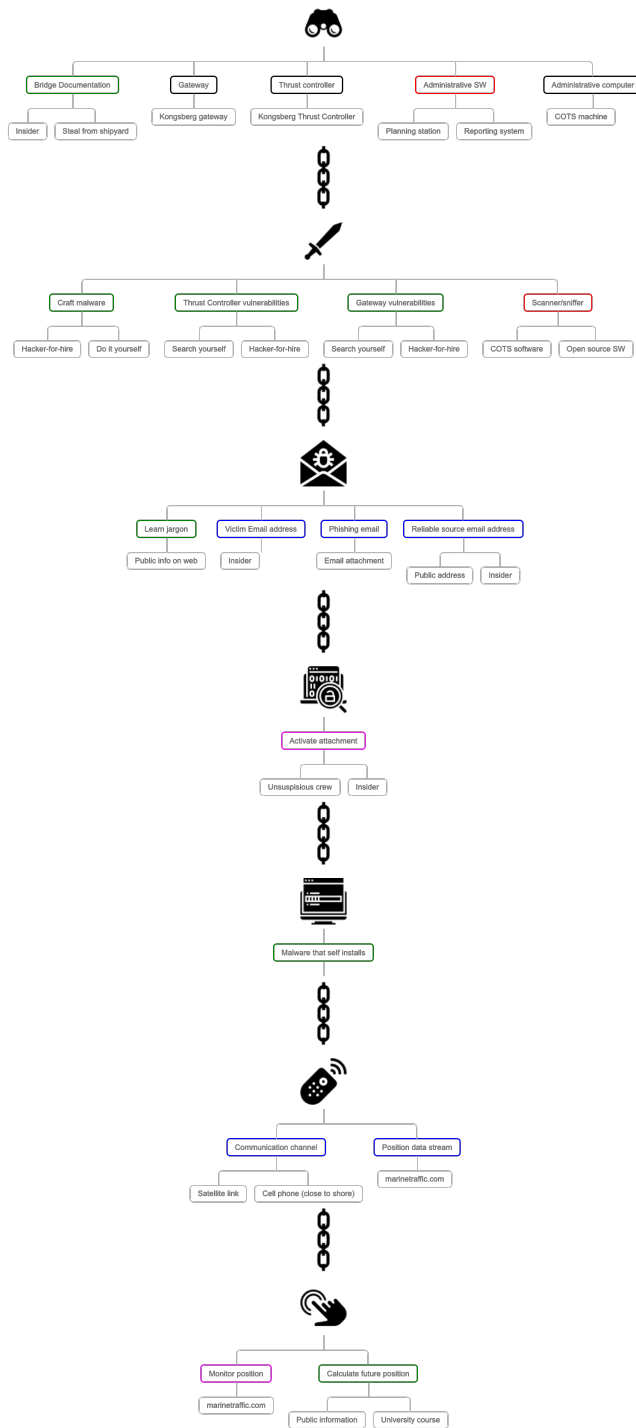 Bridge Documentation
Gateway
Thrust controller
Administrative SW
Administrative computer
Insider
Steal from shipyard
Kongsberg gateway
Kongsberg Thrust Controller
Planning station
Reporting system
COTS machine
Craft malware
Thrust Controller vulnerabilities
Gateway vulnerabilities
Scanner/sniffer
Hacker-for-hire
Do it yourself
Search yourself
Hacker-for-hire
Search yourself
Hacker-for-hire
COTS software
Open source SW
Learn jargon
Victim Email address
Phishing email
Reliable source email address
Public info on web
Insider
Email attachment
Public address
Insider
Activate attachment
Unsuspisious crew
Insider
Malware that self installs
Communication channel
Position data stream
Satellite link
Cell phone (close to shore)
marinetraffic.com
Monitor position
Calculate future position
marinetraffic.com
Public information
University course